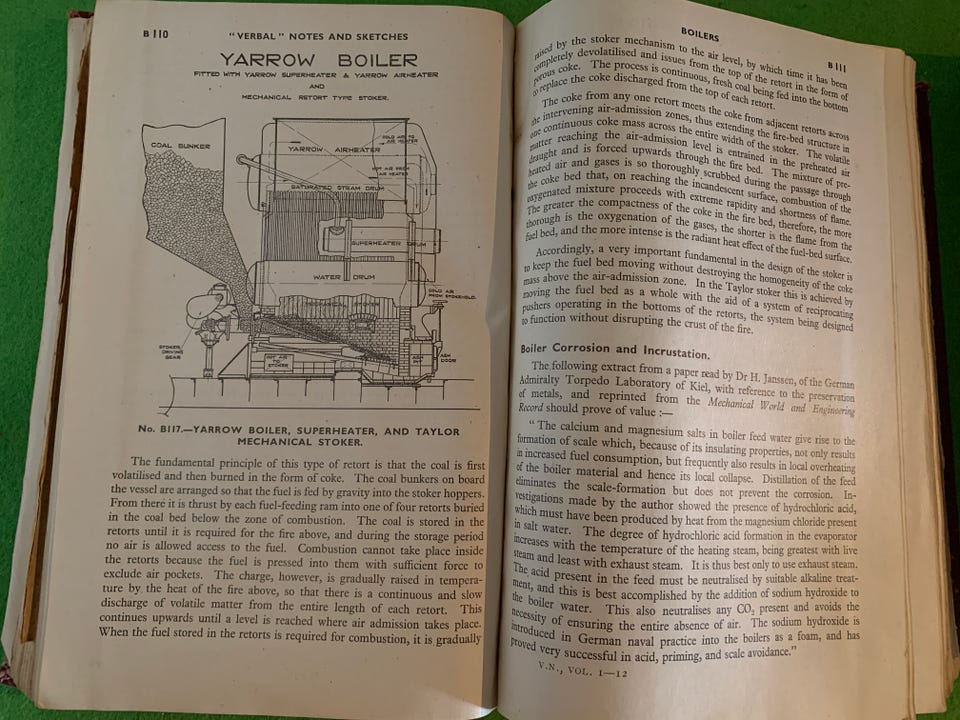 B 110
"VERBAL" NOTES AND SKETCHES
YARROW BOILER
FITTED WITH YARROW SUPERHEATER & YARROW AIRHEATER
AND
MECHANICAL RETORT TYPE STOKER.
COAL BUNKER
YARROW AIRHEATER
COLD AIR TO
AIR HEATER
HOT AIR FROM
AIR HEATER
SATURATED STEAM DRUM
SUPERHEATER DRUM
WATER DRUM
COLD AIR
FROM STOKEHOLD.
STOKER
DRIVING
GEAR
HOT AIR
TO
STOKER
ASH
PIT
ASH
DOOR
No. B117.—YARROW BOILER, SUPERHEATER, AND TAYLOR
MECHANICAL STOKER.
The fundamental principle of this type of retort is that the coal is first
volatilised and then burned in the form of coke. The coal bunkers on board
the vessel are arranged so that the fuel is fed by gravity into the stoker hoppers.
From there it is thrust by each fuel-feeding ram into one of four retorts buried
in the coal bed below the zone of combustion. The coal is stored in the
retorts until it is required for the fire above, and during the storage period
no air is allowed access to the fuel. Combustion cannot take place inside
the retorts because the fuel is pressed into them with sufficient force to
exclude air pockets. The charge, however, is gradually raised in tempera-
ture by the heat of the fire above, so that there is a continuous and slow
discharge of volatile matter from the entire length of each retort. This
continues upwards until a level is reached where air admission takes place.
When the fuel stored in the retorts is required for combustion, it is gradually
BOILERS
B 111
raised by the stoker mechanism to the air level, by which time it has been
completely devolatilised and issues from the top of the retort in the form of
porous coke. The process is continuous, fresh coal being fed into the bottom
to replace the coke discharged from the top of each retort.
The coke from any one retort meets the coke from adjacent retorts across
the intervening air-admission zones, thus extending the fire-bed structure in
one continuous coke mass across the entire width of the stoker. The volatile
matter reaching the air-admission level is entrained in the preheated air
draught and is forced upwards through the fire bed. The mixture of pre-
heated air and gases is so thoroughly scrubbed during the passage through
the coke bed that, on reaching the incandescent surface, combustion of the
oxygenated mixture proceeds with extreme rapidity and shortness of flame.
The greater the compactness of the coke in the fire bed, therefore, the more
thorough is the oxygenation of the gases, the shorter is the flame from the
fuel bed, and the more intense is the radiant heat effect of the fuel-bed surface.
Accordingly, a very important fundamental in the design of the stoker is
to keep the fuel bed moving without destroying the homogeneity of the coke
mass above the air-admission zone. In the Taylor stoker this is achieved by
moving the fuel bed as a whole with the aid of a system of reciprocating
pushers operating in the bottoms of the retorts, the system being designed
to function without disrupting the crust of the fire.
Boiler Corrosion and Incrustation.
The following extract from a paper read by Dr H. Janssen, of the German
Admiralty Torpedo Laboratory of Kiel, with reference to the preservation
of metals, and reprinted from the Mechanical World and Engineering
Record should prove of value :—
"The calcium and magnesium salts in boiler feed water give rise to the
formation of scale which, because of its insulating properties, not only results
in increased fuel consumption, but frequently also results in local overheating
of the boiler material and hence its local collapse. Distillation of the feed
eliminates the scale-formation but does not prevent the corrosion. In-
vestigations made by the author showed the presence of hydrochloric acid,
which must have been produced by heat from the magnesium chloride present
in salt water. The degree of hydrochloric acid formation in the evaporator
increases with the temperature of the heating steam, being greatest with live
steam and least with exhaust steam. It is thus best only to use exhaust steam.
The acid present in the feed must be neutralised by suitable alkaline treat-
ment, and this is best accomplished by the addition of sodium hydroxide to
the boiler water. This also neutralises any CO₂ present and avoids the
necessity of ensuring the entire absence of air. The sodium hydroxide is
introduced in German naval practice into the boilers as a foam, and has
proved very successful in acid, priming, and scale avoidance."
V.N., VOL. 1—12